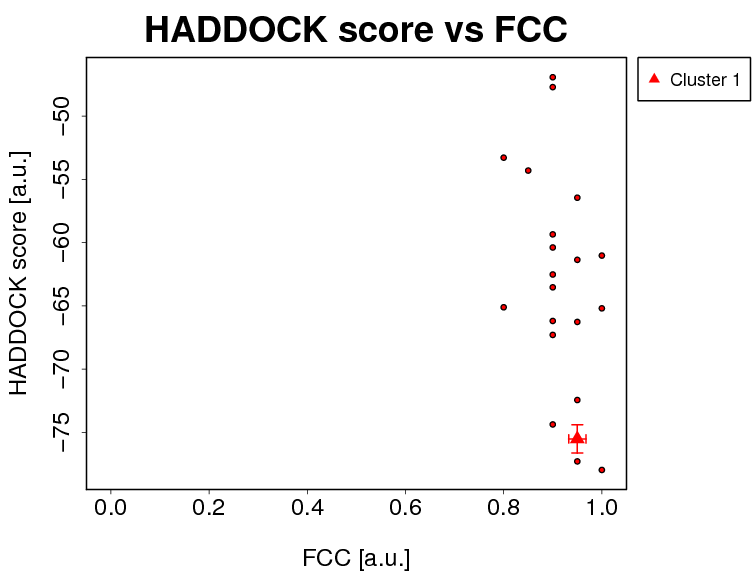 HADDOCK score vs FCC
Cluster 1
HADDOCK score [a.u.]
−50
−55
−60
−65
−70
−75
0.0 0.2 0.4 0.6 0.8 1.0
FCC [a.u.]